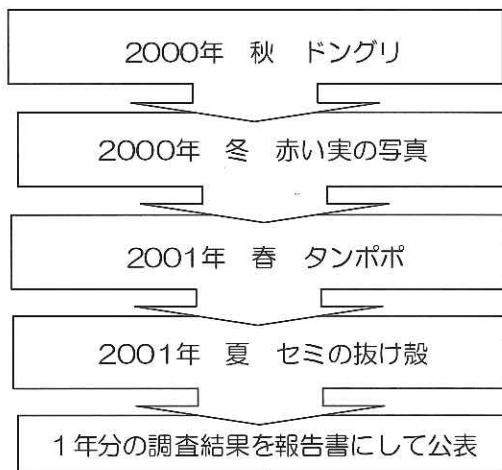 2000年　秋　ドングリ
2000年　冬　赤い実の写真
2001年　春　タンポポ
2001年　夏　セミの抜け殻
1年分の調査結果を報告書にして公表